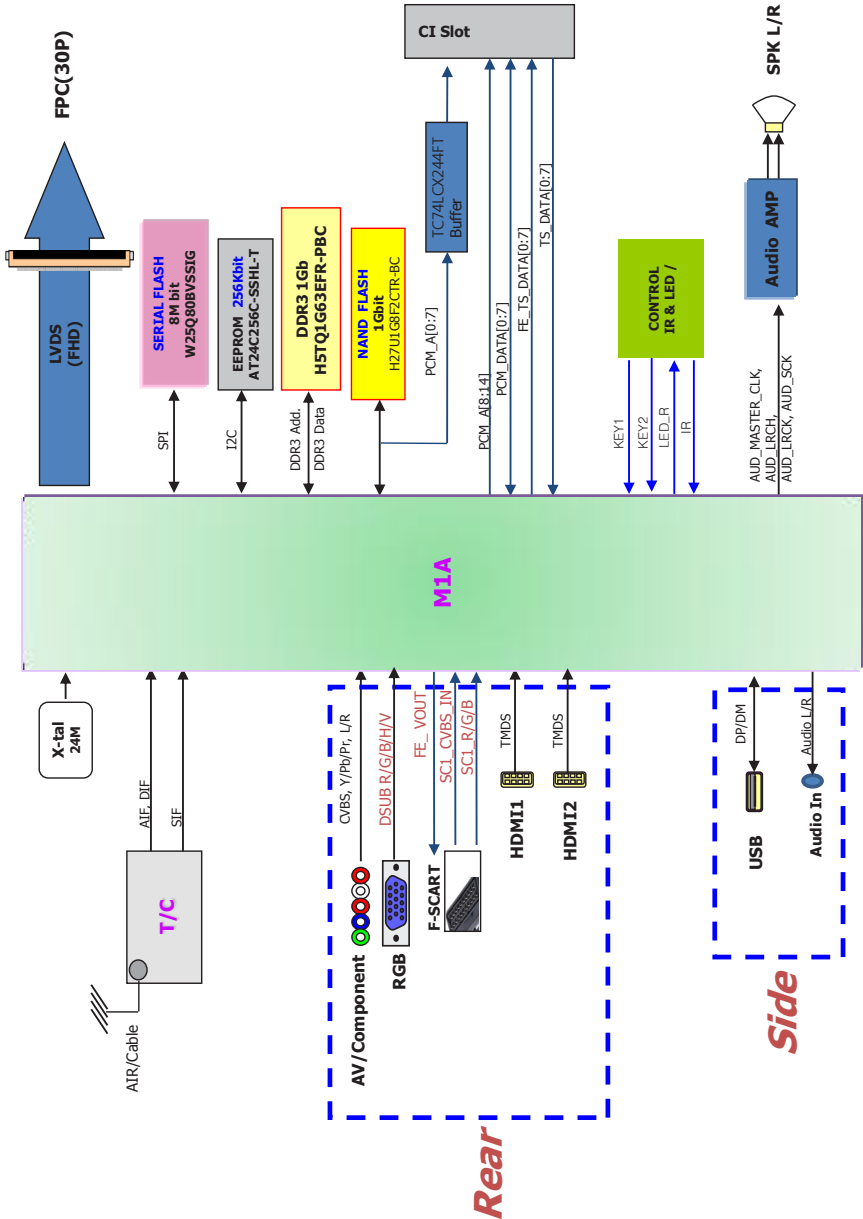 X-tal
24M
T/C
AIR/Cable
AIF, DIF
SIF
Rear
AV/Component
CVBS, Y/Pb/Pr, L/R
RGB
DSUB R/G/B/H/V
F-SCART
FE_ VOUT
SC1_CVBS_IN
SC1_R/G/B
HDMI1
TMDS
HDMI2
TMDS
Side
USB
DP/DM
Audio In
Audio L/R
M1A
LVDS
(FHD)
FPC(30P)
SPI
SERIAL FLASH
8M bit
W25Q80BVSSIG
I2C
EEPROM 256Kbit
AT24C256C-SSHL-T
DDR3 Add.
DDR3 Data
DDR3 1Gb
H5TQ1G63EFR-PBC
NAND FLASH
1Gbit
H27U1G8F2CTR-BC
PCM_A[0:7]
TC74LCX244FT
Buffer
CI Slot
PCM_A[8:14]
PCM_DATA[0:7]
FE_TS_DATA[0:7]
TS_DATA[0:7]
KEY1
KEY2
LED_R
IR
CONTROL
IR & LED /
AUD_MASTER_CLK,
AUD_LRCH,
AUD_LRCK, AUD_SCK
Audio AMP
SPK L/R